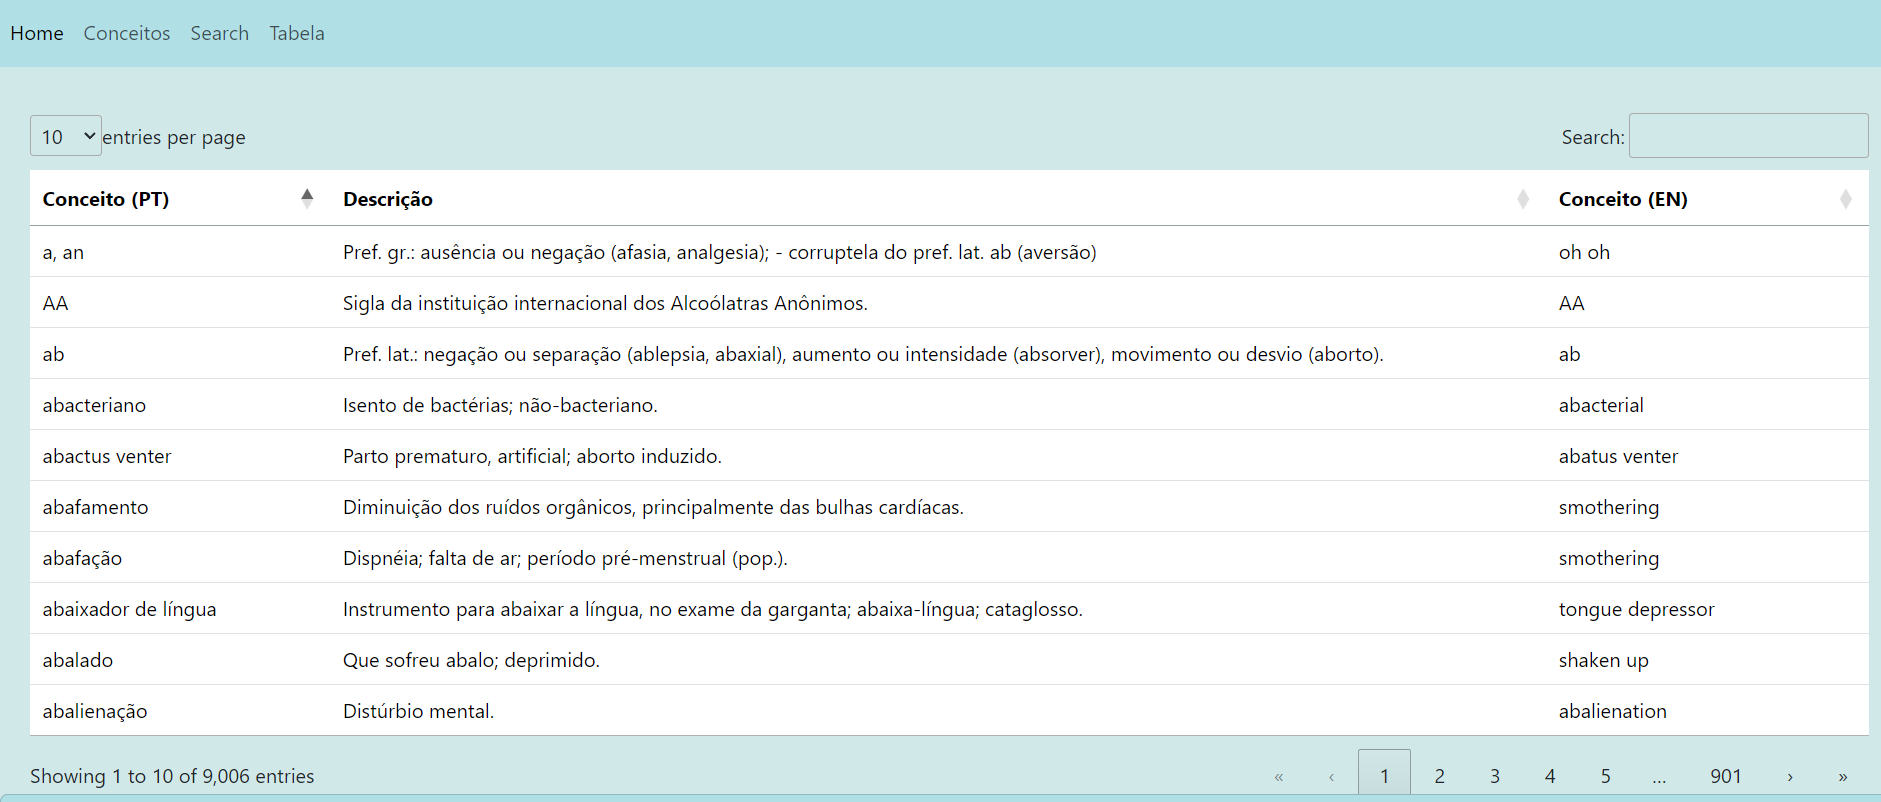 Home Conceitos Search Tabela
10 entries per page Search:
Conceito (PT) Descrição Conceito (EN)
a, an Pref. gr.: ausência ou negação (afasia, analgesia); - corruptela do pref. lat. ab (aversão) oh oh
AA Sigla da instituição internacional dos Alcoólatras Anônimos. AA
ab Pref. lat.: negação ou separação (ablepsia, abaxial), aumento ou intensidade (absorver), movimento ou desvio (aborto). ab
abacteriano Isento de bactérias; não-bacteriano. abacterial
abactus venter Parto prematuro, artificial; aborto induzido. abatus venter
abafamento Diminuição dos ruídos orgânicos, principalmente das bulhas cardíacas. smothering
abafação Dispnéia; falta de ar; período pré-menstrual (pop.). smothering
abaixador de língua Instrumento para abaixar a língua, no exame da garganta; abaixa-língua; cataglosso. tongue depressor
abalado Que sofreu abalo; deprimido. shaken up
abalienação Distúrbio mental. abalienation
Showing 1 to 10 of 9,006 entries « ‹ 1 2 3 4 5 … 901 › »